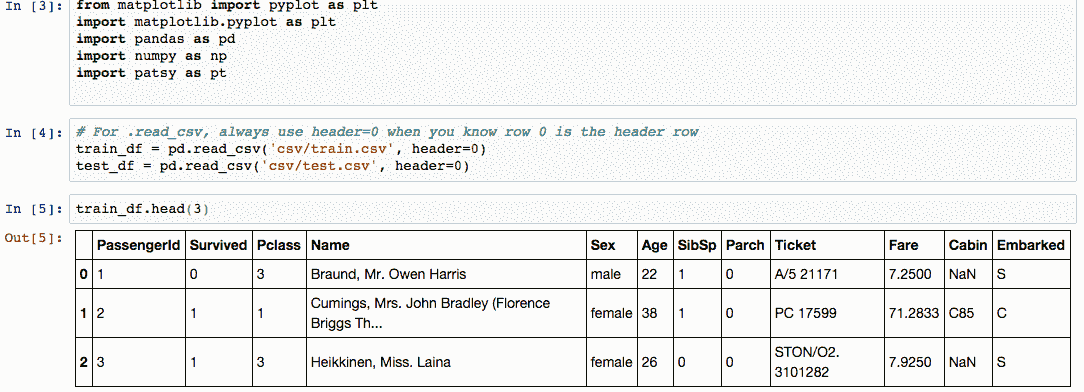 In [3]: from matplotlib import pyplot as plt
import matplotlib.pyplot as plt
import pandas as pd
import numpy as np
import patsy as pt
In [4]: # For .read_csv, always use header=0 when you know row 0 is the header row
train_df = pd.read_csv('csv/train.csv', header=0)
test_df = pd.read_csv('csv/test.csv', header=0)
In [5]: train_df.head(3)
Out[5]:
PassengerId Survived Pclass Name Sex Age SibSp Parch Ticket Fare Cabin Embarked
0 1 0 3 Braund, Mr. Owen Harris male 22 1 0 A/5 21171 7.2500 NaN S
1 2 1 1 Cumings, Mrs. John Bradley (Florence
Briggs Th... female 38 1 0 PC 17599 71.2833 C85 C
2 3 1 3 Heikkinen, Miss. Laina female 26 0 0 STON/O2.
3101282 7.9250 NaN S